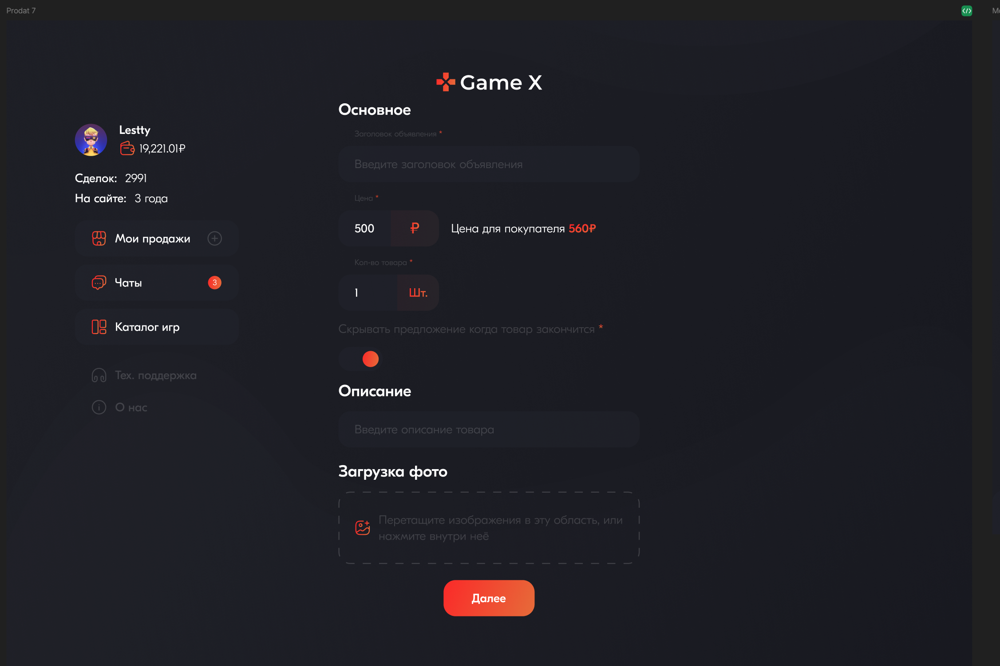 Prodat 7
Game X
Lestty
19,221.01₽
Сделок: 2991
На сайте: 3 года
Мои продажи
Чаты 3
Каталог игр
Тех. поддержка
О нас
Основное
Заголовок объявления *
Введите заголовок объявления
Цена *
500 ₽ Цена для покупателя 560₽
Кол-во товара *
1 Шт.
Скрывать предложение когда товар закончится *
Описание
Введите описание товара
Загрузка фото
Перетащите изображения в эту область, или
нажмите внутри неё
Далее